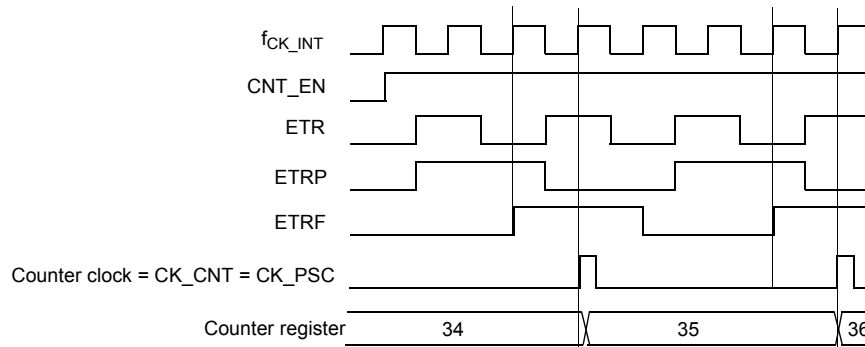 fCK_INT
CNT_EN
ETR
ETRP
ETRF
Counter clock = CK_CNT = CK_PSC
Counter register 34 35 36